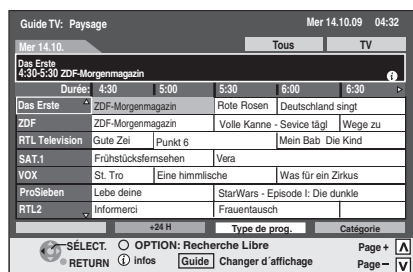 Guide TV: Paysage Mer 14.10.09 04:32
Mer 14.10. Tous TV
Das Erste
4:30-5:30 ZDF-Morgenmagazin
Durée: 4:30 5:00 5:30 6:00 6:30
Das Erste ZDF-Morgenmagazin Rote Rosen Deutschland singt
ZDF ZDF-Morgenmagazin Volle Kanne - Sevice tägl Wege zu
RTL Television Gute Zei Punkt 6 Mein Bab Die Kind
SAT.1 Frühstücksfernsehen Vera
VOX St. Tro Eine himmlische Was für ein Zirkus
ProSieben Lebe deine StarWars - Episode I: Die dunkle
RTL2 Informerci Frauentausch
+24 H Type de prog. Catégorie
SÉLECT. OPTION: Recherche Libre Page +
RETURN infos Guide Changer d´affichage Page −